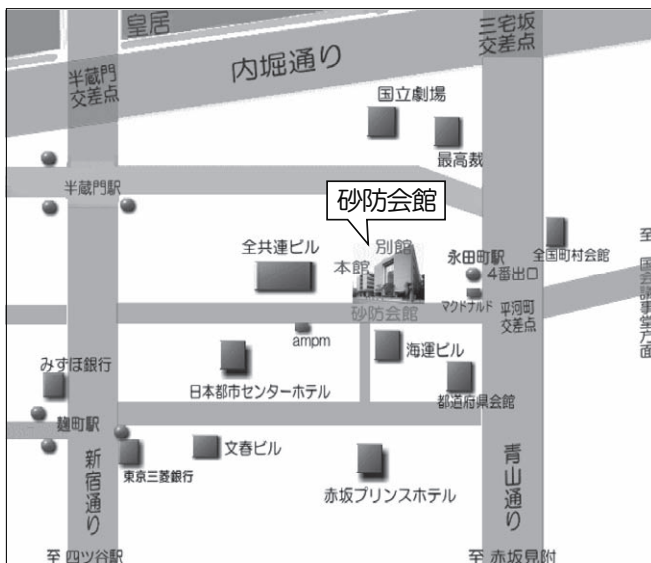 皇居
三宅坂
交差点
半蔵門
交差点
内堀通り
国立劇場
最高裁
半蔵門駅
砂防会館
別館
本館
全共連ビル
永田町駅
4番出口
全国町村会館
至 国会議事堂方面
マクドナルド
平河町
交差点
砂防会館
ampm
海運ビル
みずほ銀行
日本都市センターホテル
都道府県会館
麹町駅
文春ビル
東京三菱銀行
赤坂プリンスホテル
新宿通り
青山通り
至 四ツ谷駅
至 赤坂見附